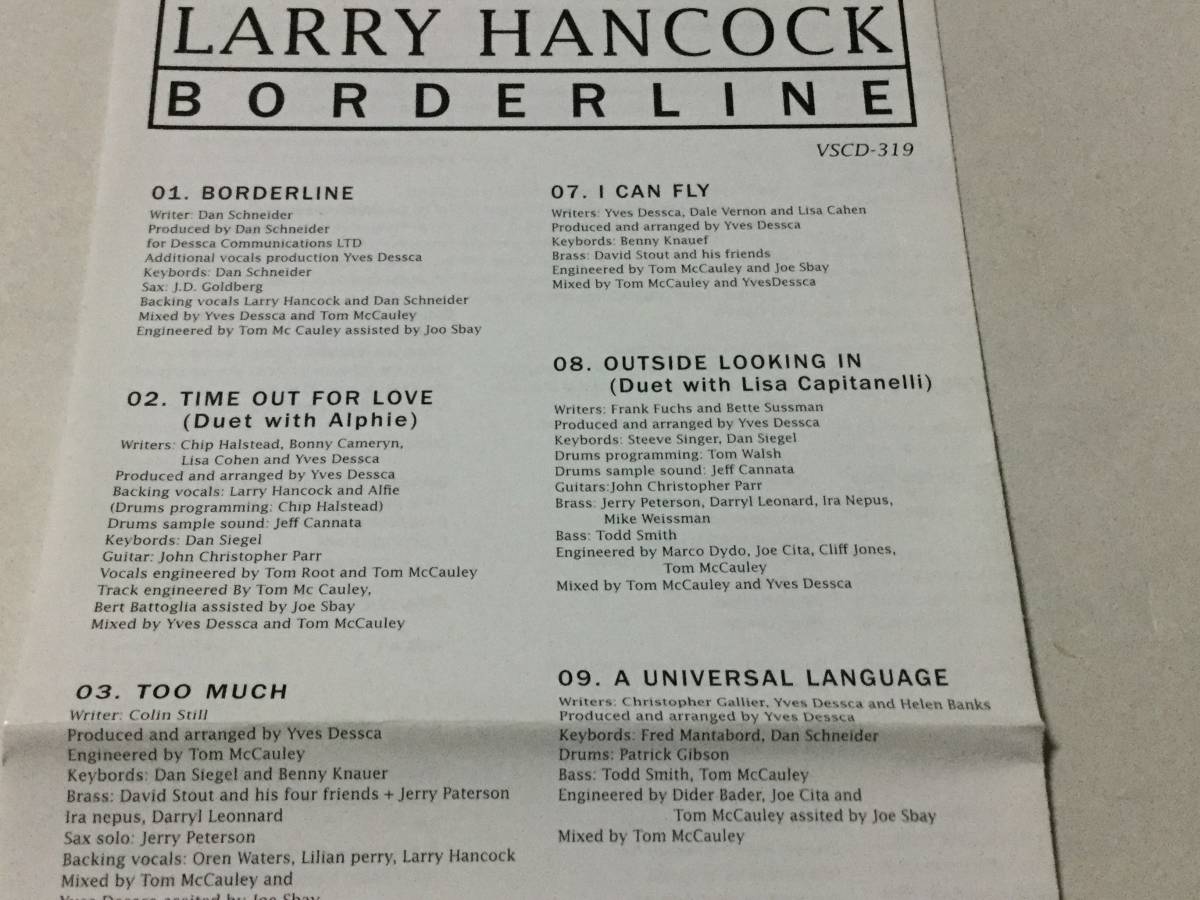 LARRY HANCOCK
BORDERLINE
VSCD-319
01. BORDERLINE
Writer: Dan Schneider
Produced by Dan Schneider
for Dessca Communications LTD
Additional vocals production Yves Dessca
Keybords: Dan Schneider
Sax: J.D. Goldberg
Backing vocals Larry Hancock and Dan Schneider
Mixed by Yves Dessca and Tom McCauley
Engineered by Tom Mc Cauley assisted by Joo Sbay
02. TIME OUT FOR LOVE
(Duet with Alphie)
Writers: Chip Halstead, Bonny Cameryn,
Lisa Cohen and Yves Dessca
Produced and arranged by Yves Dessca
Backing vocals: Larry Hancock and Alfie
(Drums programming: Chip Halstead)
Drums sample sound: Jeff Cannata
Keybords: Dan Siegel
Guitar: John Christopher Parr
Vocals engineered by Tom Root and Tom McCauley
Track engineered By Tom Mc Cauley,
Bert Battoglia assisted by Joe Sbay
Mixed by Yves Dessca and Tom McCauley
03. TOO MUCH
Writer: Colin Still
Produced and arranged by Yves Dessca
Engineered by Tom McCauley
Keybords: Dan Siegel and Benny Knauer
Brass: David Stout and his four friends + Jerry Paterson
Ira nepus, Darryl Leonnard
Sax solo: Jerry Peterson
Backing vocals: Oren Waters, Lilian perry, Larry Hancock
Mixed by Tom McCauley and
Yves Dessca assited by Joe Sbay
07. I CAN FLY
Writers: Yves Dessca, Dale Vernon and Lisa Cahen
Produced and arranged by Yves Dessca
Keybords: Benny Knauef
Brass: David Stout and his friends
Engineered by Tom McCauley and Joe Sbay
Mixed by Tom McCauley and YvesDessca
08. OUTSIDE LOOKING IN
(Duet with Lisa Capitanelli)
Writers: Frank Fuchs and Bette Sussman
Produced and arranged by Yves Dessca
Keybords: Steeve Singer, Dan Siegel
Drums programming: Tom Walsh
Drums sample sound: Jeff Cannata
Guitars:John Christopher Parr
Brass: Jerry Peterson, Darryl Leonard, Ira Nepus,
Mike Weissman
Bass: Todd Smith
Engineered by Marco Dydo, Joe Cita, Cliff Jones,
Tom McCauley
Mixed by Tom McCauley and Yves Dessca
09. A UNIVERSAL LANGUAGE
Writers: Christopher Gallier, Yves Dessca and Helen Banks
Produced and arranged by Yves Dessca
Keybords: Fred Mantabord, Dan Schneider
Drums: Patrick Gibson
Bass: Todd Smith, Tom McCauley
Engineered by Dider Bader, Joe Cita and
Tom McCauley assited by Joe Sbay
Mixed by Tom McCauley